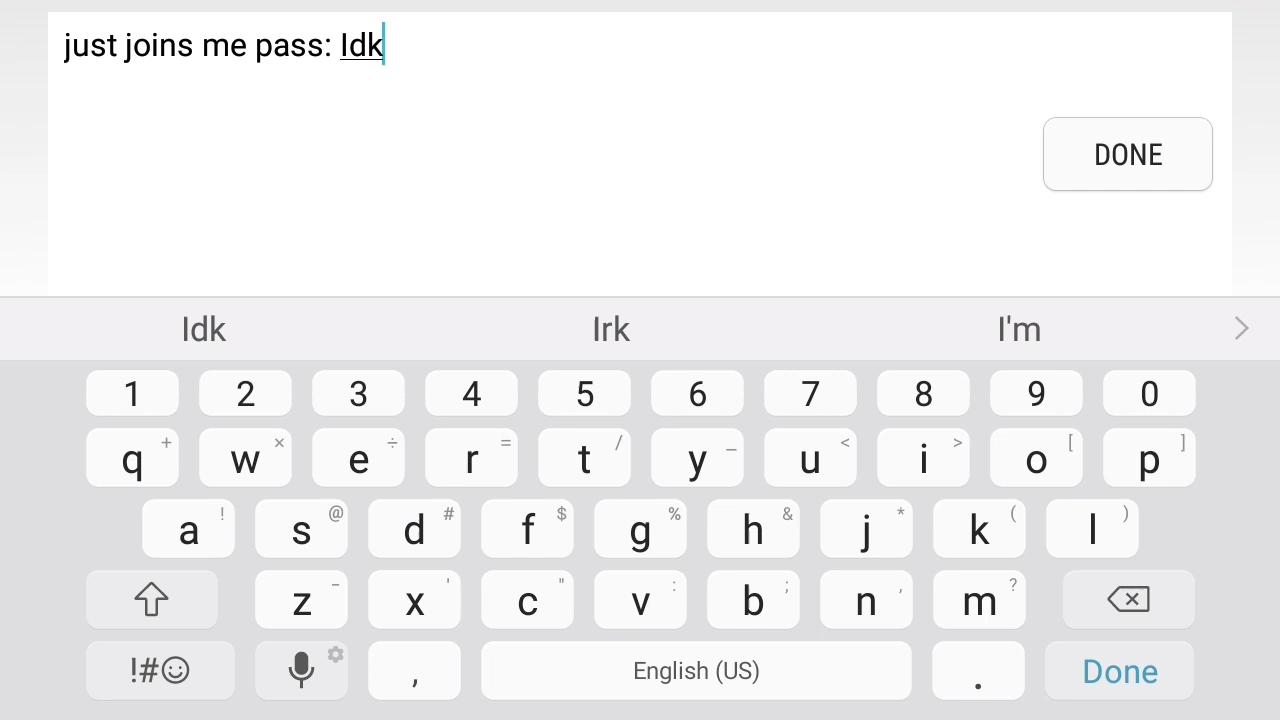 just joins me pass: Idk
DONE
Idk Irk I'm
1 2 3 4 5 6 7 8 9 0
q + w × e ÷ r = t / y _ u < i > o [ p ]
a ! s @ d # f $ g % h & j * k ( l )
z - x ' c " v : b ; n , m ?
!#☺ , English (US) . Done